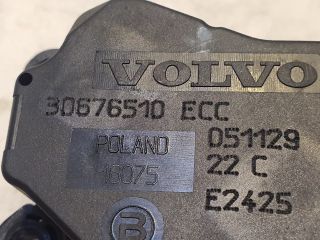 VOLVO
30676510 ECC
POLAND 051129
16075 22 C
E2425
B